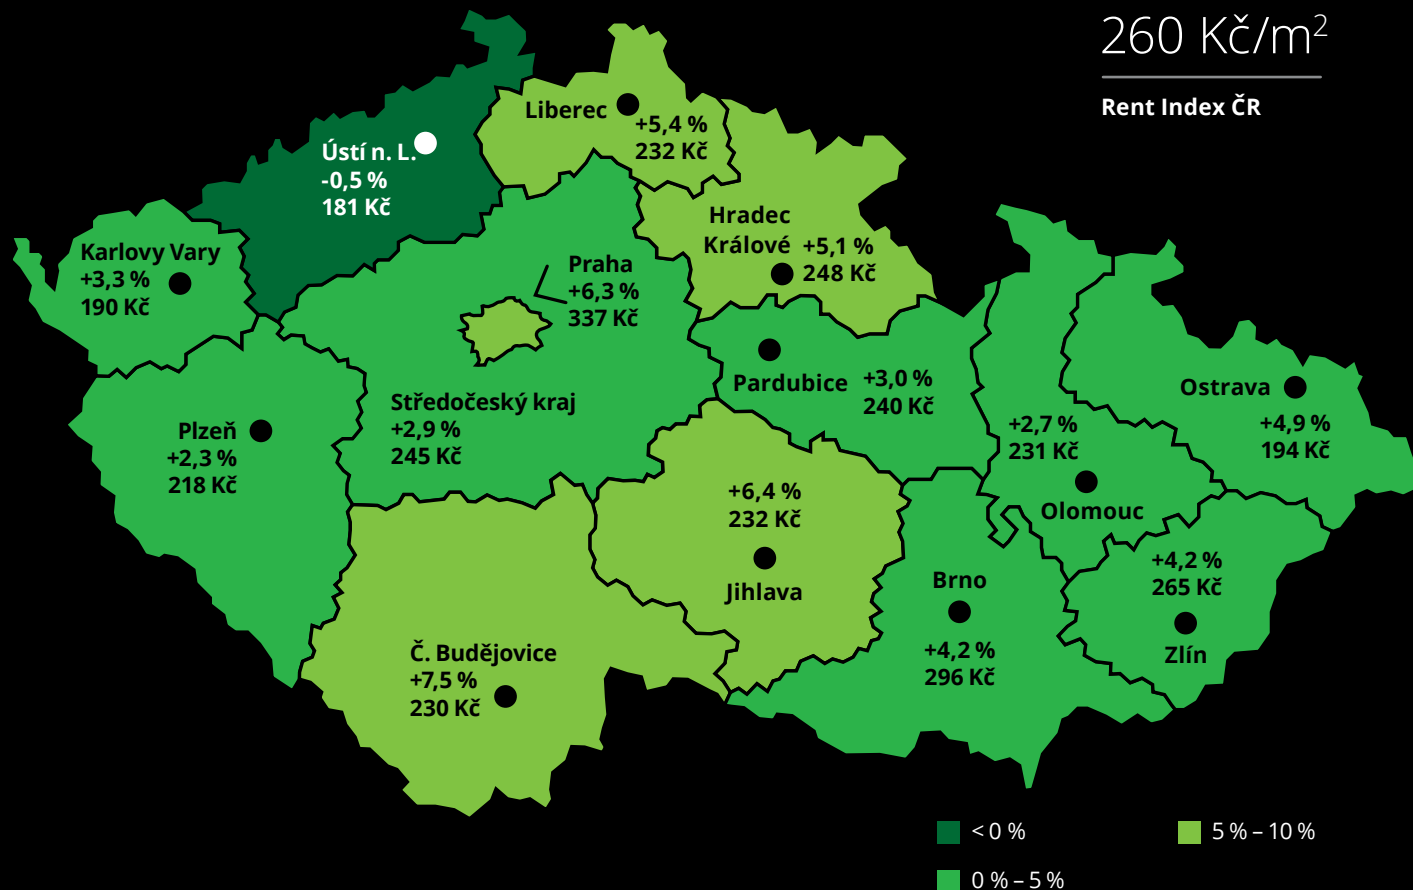 260 Kč/m²
Rent Index ČR
Liberec
+5,4 %
232 Kč
Ústí n. L.
-0,5 %
181 Kč
Hradec
Králové
+5,1 %
248 Kč
Karlovy Vary
+3,3 %
190 Kč
Praha
+6,3 %
337 Kč
Pardubice
+3,0 %
240 Kč
Ostrava
+4,9 %
194 Kč
Středočeský kraj
+2,9 %
245 Kč
Plzeň
+2,3 %
218 Kč
+2,7 %
231 Kč
Olomouc
+6,4 %
232 Kč
Jihlava
+4,2 %
265 Kč
Zlín
Brno
+4,2 %
296 Kč
Č. Budějovice
+7,5 %
230 Kč
< 0 %
5 % – 10 %
0 % – 5 %